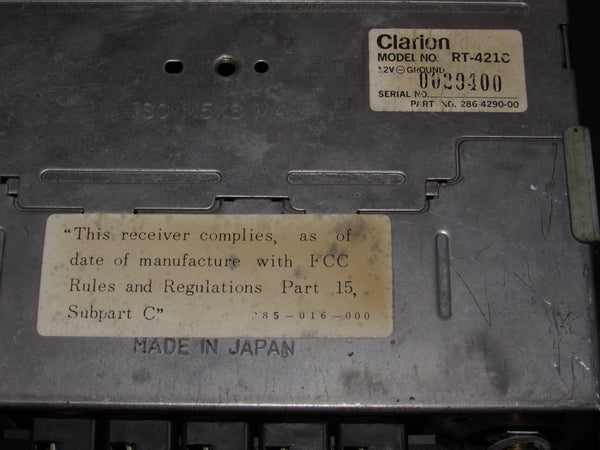 Clarion
MODEL NO. RT-421C
12V⊖GROUND
0029400
SERIAL NO.
PART NO. 286-4290-00
"This receiver complies, as of
date of manufacture with FCC
Rules and Regulations Part 15,
Subpart C"
285-016-000
MADE IN JAPAN